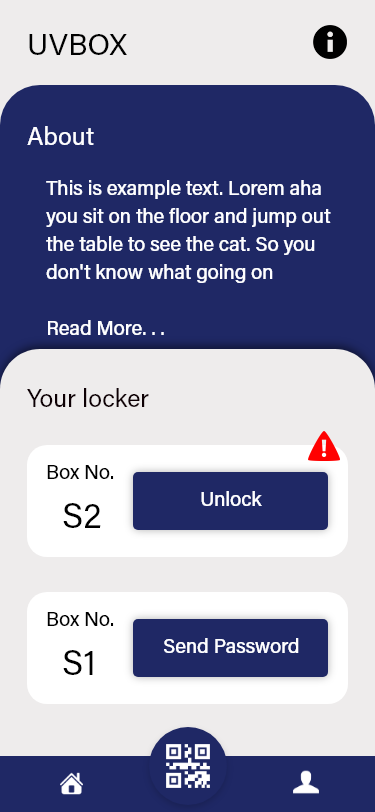 UVBOX
About
This is example text. Lorem aha
you sit on the floor and jump out
the table to see the cat. So you
don't know what going on
Read More. . .
Your locker
Box No.
S2
Unlock
Box No.
S1
Send Password